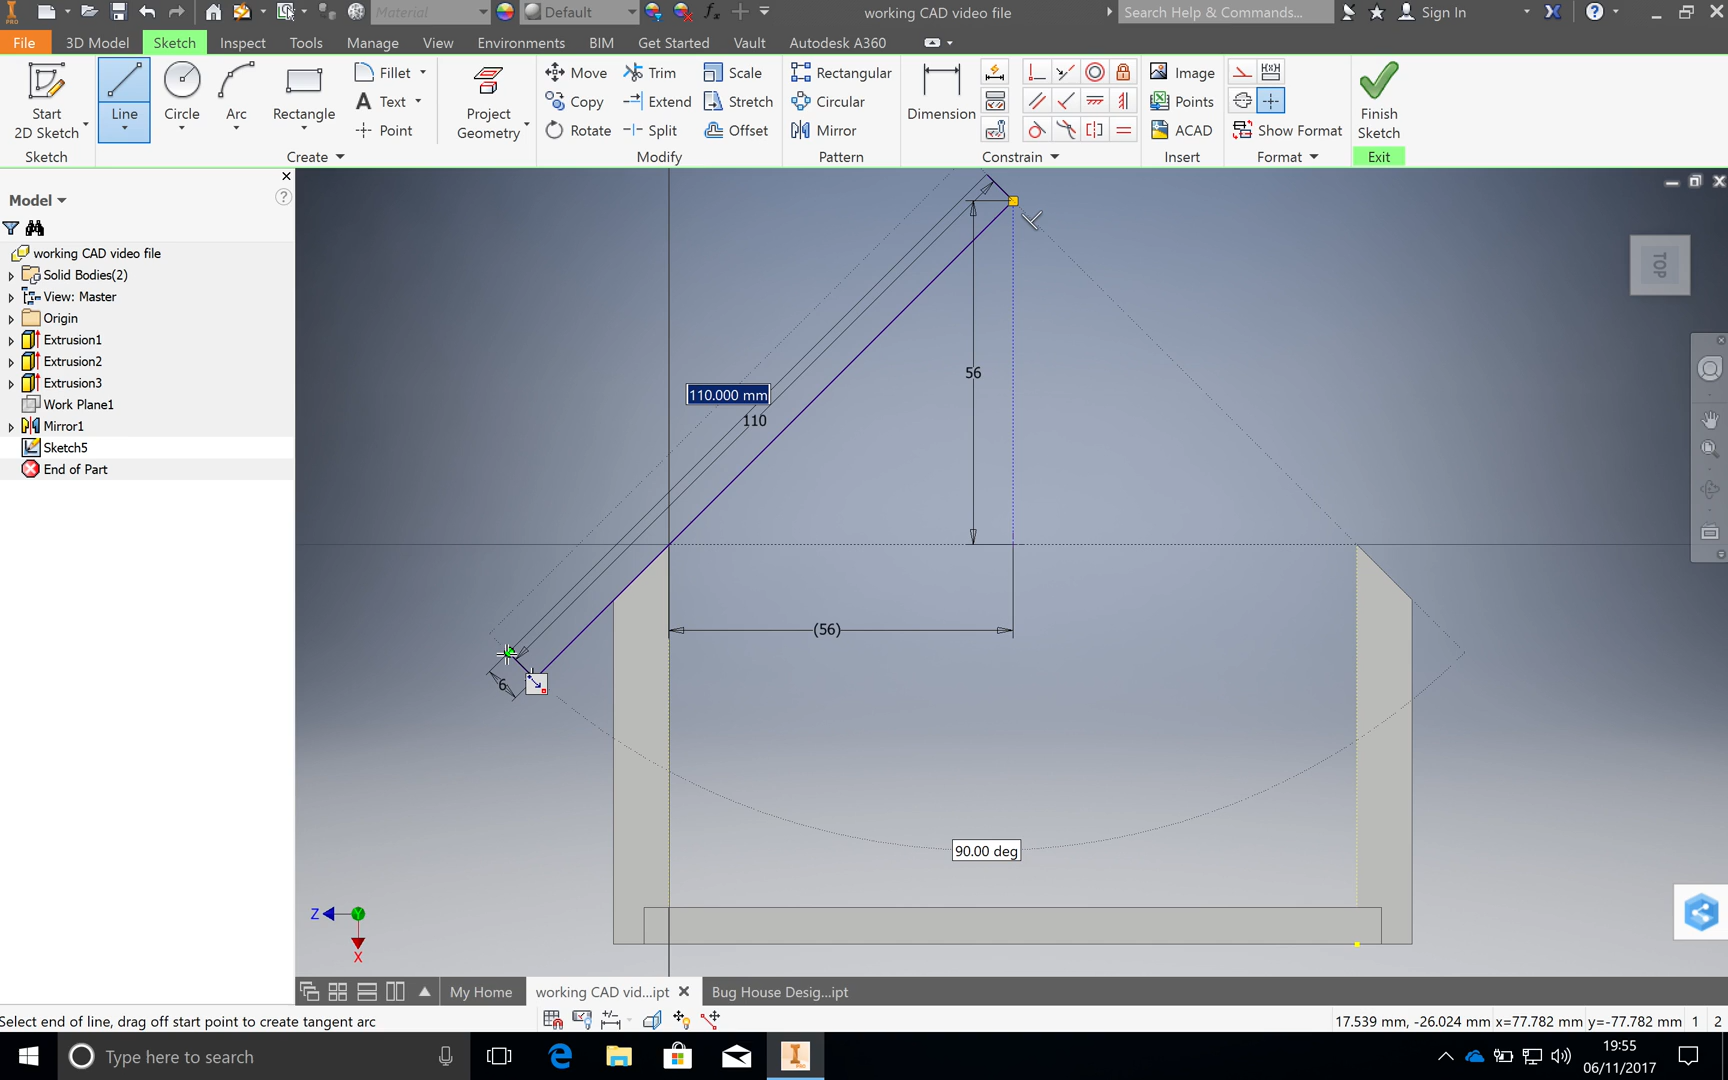 PRO
Material
Default
fx
working CAD video file
Search Help & Commands...
Sign In
File
3D Model
Sketch
Inspect
Tools
Manage
View
Environments
BIM
Get Started
Vault
Autodesk A360
Start
2D Sketch
Line
Circle
Arc
Rectangle
Fillet
A Text
Point
Project
Geometry
Move
Copy
Rotate
Trim
Extend
Split
Scale
Stretch
Offset
Rectangular
Circular
Mirror
Dimension
Image
Points
ACAD
Show Format
Finish
Sketch
Sketch
Create
Modify
Pattern
Constrain
Insert
Format
Exit
Model
working CAD video file
Solid Bodies(2)
View: Master
Origin
Extrusion1
Extrusion2
Extrusion3
Work Plane1
Mirror1
Sketch5
End of Part
TOP
56
110.000 mm
110
(56)
6
90.00 deg
Z
Y
X
My Home
working CAD vid...ipt
Bug House Desig...ipt
Select end of line, drag off start point to create tangent arc
17.539 mm, -26.024 mm x=77.782 mm y=-77.782 mm 1 2
Type here to search
19:55
06/11/2017